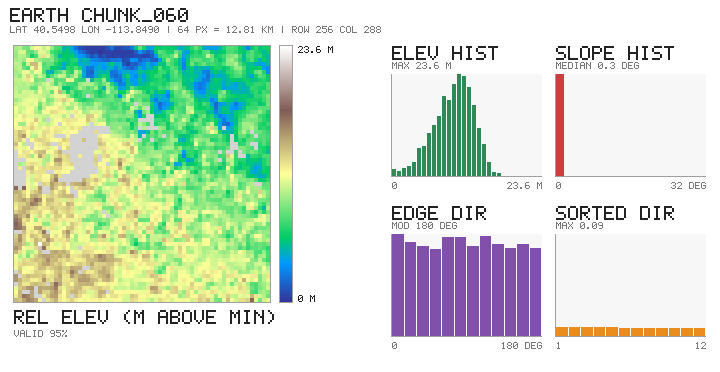 EARTH CHUNK_060
LAT 40.5498 LON -113.8490 | 64 PX = 12.81 KM | ROW 256 COL 288
23.6 M
0 M
REL ELEV (M ABOVE MIN)
VALID 95%
ELEV HIST
MAX 23.6 M
0 23.6 M
SLOPE HIST
MEDIAN 0.3 DEG
0 32 DEG
EDGE DIR
MOD 180 DEG
0 180 DEG
SORTED DIR
MAX 0.09
1 12